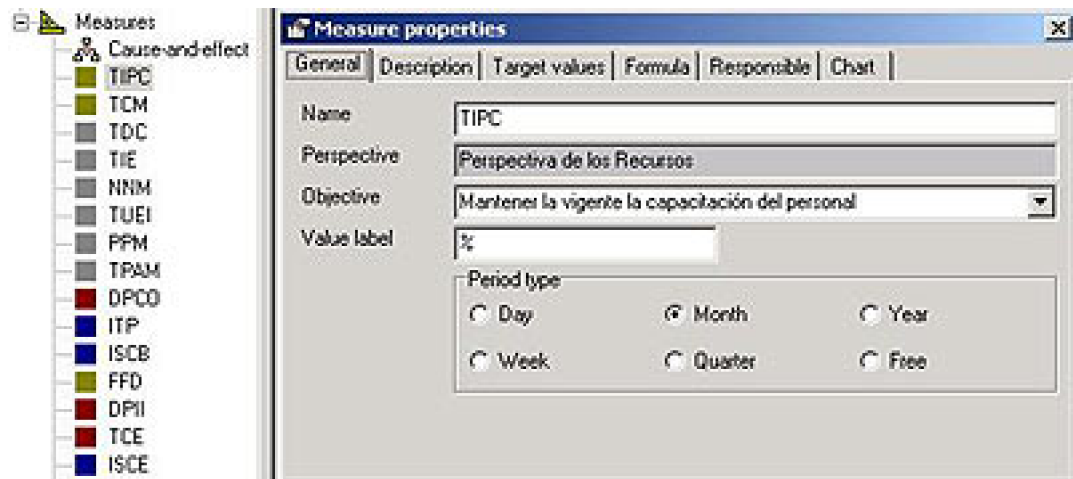 Measures
Cause-and-effect
TIPC
TCM
TDC
TIE
NNM
TUEI
PPM
TPAM
DPCO
ITP
ISCB
FFD
DPII
TCE
ISCE
Measure properties
General Description Target values Formula Responsible Chart
Name TIPC
Perspective Perspectiva de los Recursos
Objective Mantener la vigente la capacitación del personal
Value label %
Period type
Day Month Year
Week Quarter Free